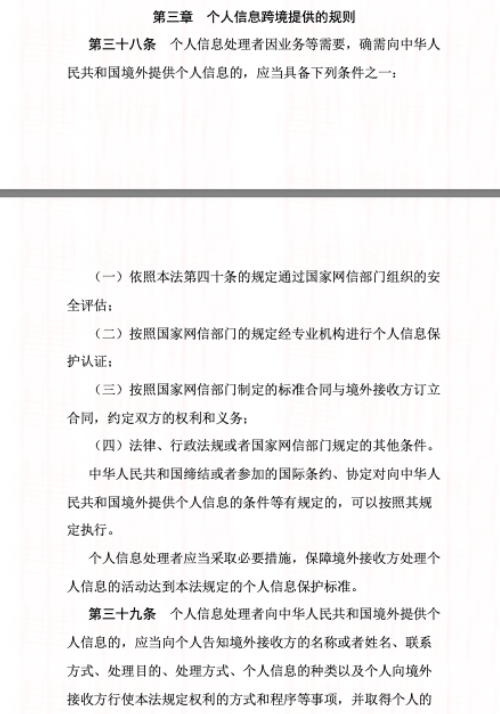 第三章　个人信息跨境提供的规则
第三十八条　个人信息处理者因业务等需要，确需向中华人
民共和国境外提供个人信息的，应当具备下列条件之一：
（一）依照本法第四十条的规定通过国家网信部门组织的安
全评估；
（二）按照国家网信部门的规定经专业机构进行个人信息保
护认证；
（三）按照国家网信部门制定的标准合同与境外接收方订立
合同，约定双方的权利和义务；
（四）法律、行政法规或者国家网信部门规定的其他条件。
中华人民共和国缔结或者参加的国际条约、协定对向中华人
民共和国境外提供个人信息的条件等有规定的，可以按照其规
定执行。
个人信息处理者应当采取必要措施，保障境外接收方处理个
人信息的活动达到本法规定的个人信息保护标准。
第三十九条　个人信息处理者向中华人民共和国境外提供个
人信息的，应当向个人告知境外接收方的名称或者姓名、联系
方式、处理目的、处理方式、个人信息的种类以及个人向境外
接收方行使本法规定权利的方式和程序等事项，并取得个人的